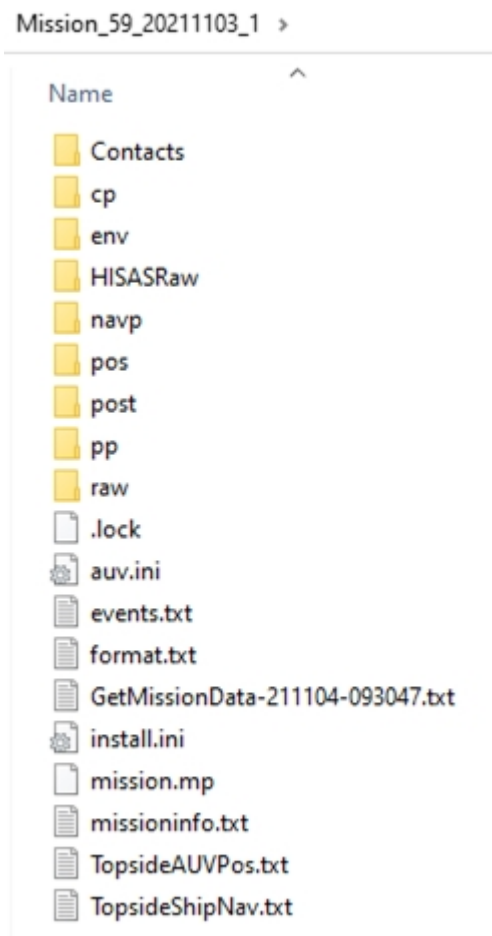 Mission_59_20211103_1 >
Name
Contacts
cp
env
HISASRaw
navp
pos
post
pp
raw
.lock
auv.ini
events.txt
format.txt
GetMissionData-211104-093047.txt
install.ini
mission.mp
missioninfo.txt
TopsideAUVPos.txt
TopsideShipNav.txt